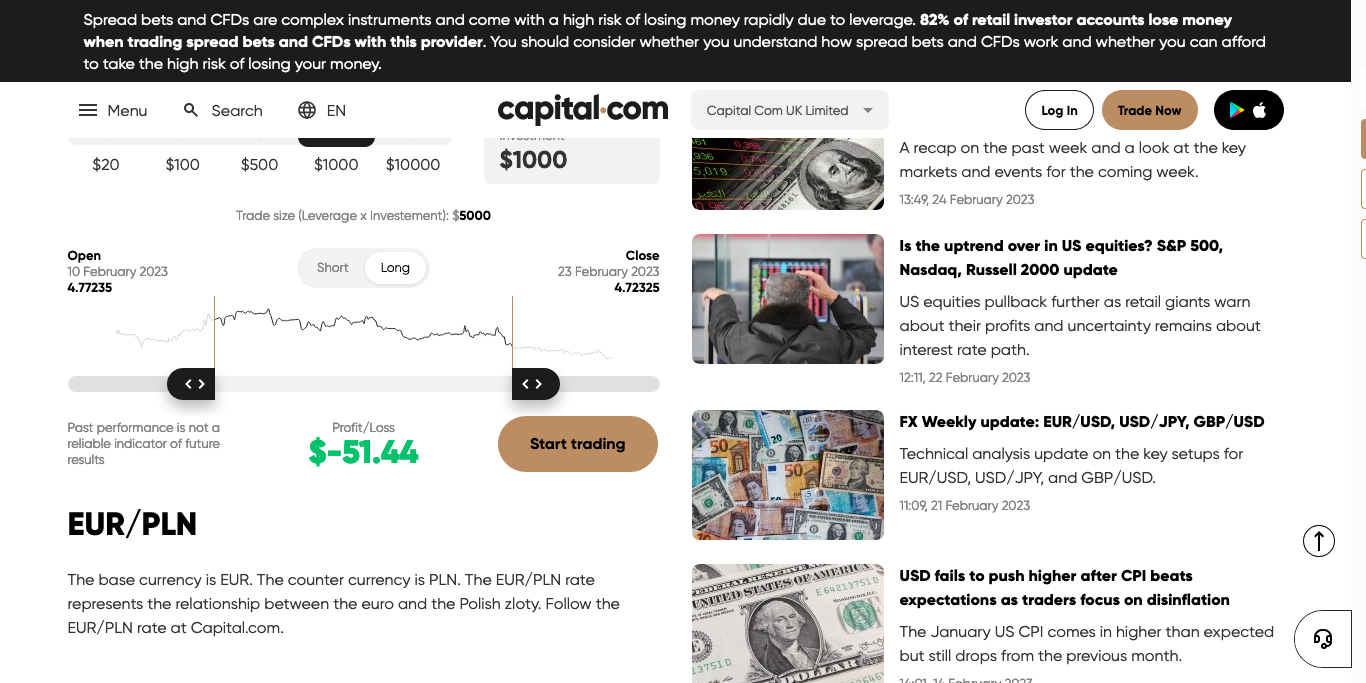 Spread bets and CFDs are complex instruments and come with a high risk of losing money rapidly due to leverage. 82% of retail investor accounts lose money
when trading spread bets and CFDs with this provider. You should consider whether you understand how spread bets and CFDs work and whether you can afford
to take the high risk of losing your money.
Menu Search EN capital.com Capital Com UK Limited Log In Trade Now
Investment
$20 $100 $500 $1000 $10000
$1000
Trade size (Leverage x Investement): $5000
Open
10 February 2023
4.77235
Short Long
Close
23 February 2023
4.72325
Past performance is not a
reliable indicator of future
results
Profit/Loss
$-51.44
Start trading
EUR/PLN
The base currency is EUR. The counter currency is PLN. The EUR/PLN rate
represents the relationship between the euro and the Polish zloty. Follow the
EUR/PLN rate at Capital.com.
A recap on the past week and a look at the key
markets and events for the coming week.
13:49, 24 February 2023
Is the uptrend over in US equities? S&P 500,
Nasdaq, Russell 2000 update
US equities pullback further as retail giants warn
about their profits and uncertainty remains about
interest rate path.
12:11, 22 February 2023
FX Weekly update: EUR/USD, USD/JPY, GBP/USD
Technical analysis update on the key setups for
EUR/USD, USD/JPY, and GBP/USD.
11:09, 21 February 2023
USD fails to push higher after CPI beats
expectations as traders focus on disinflation
The January US CPI comes in higher than expected
but still drops from the previous month.
14:01, 14 February 2023